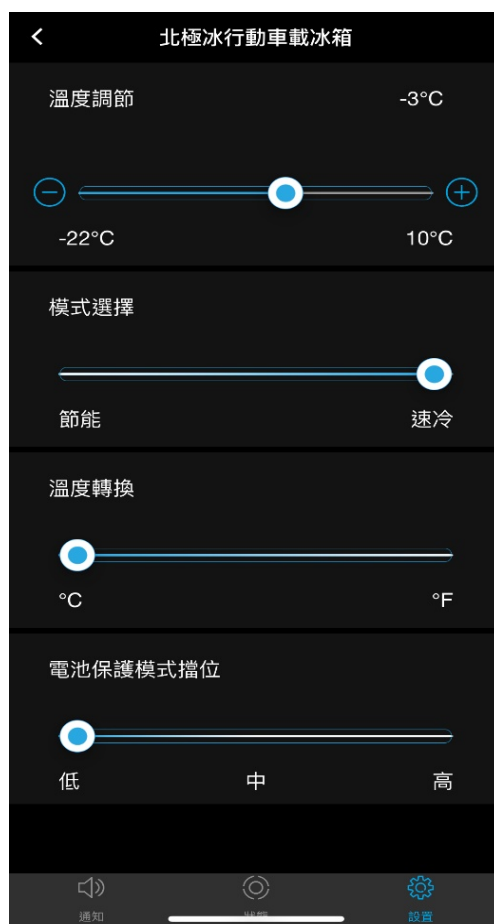 北極冰行動車載冰箱
溫度調節 -3°C
-22°C 10°C
模式選擇
節能 速冷
溫度轉換
°C °F
電池保護模式擋位
低 中 高
通知 狀態 設置